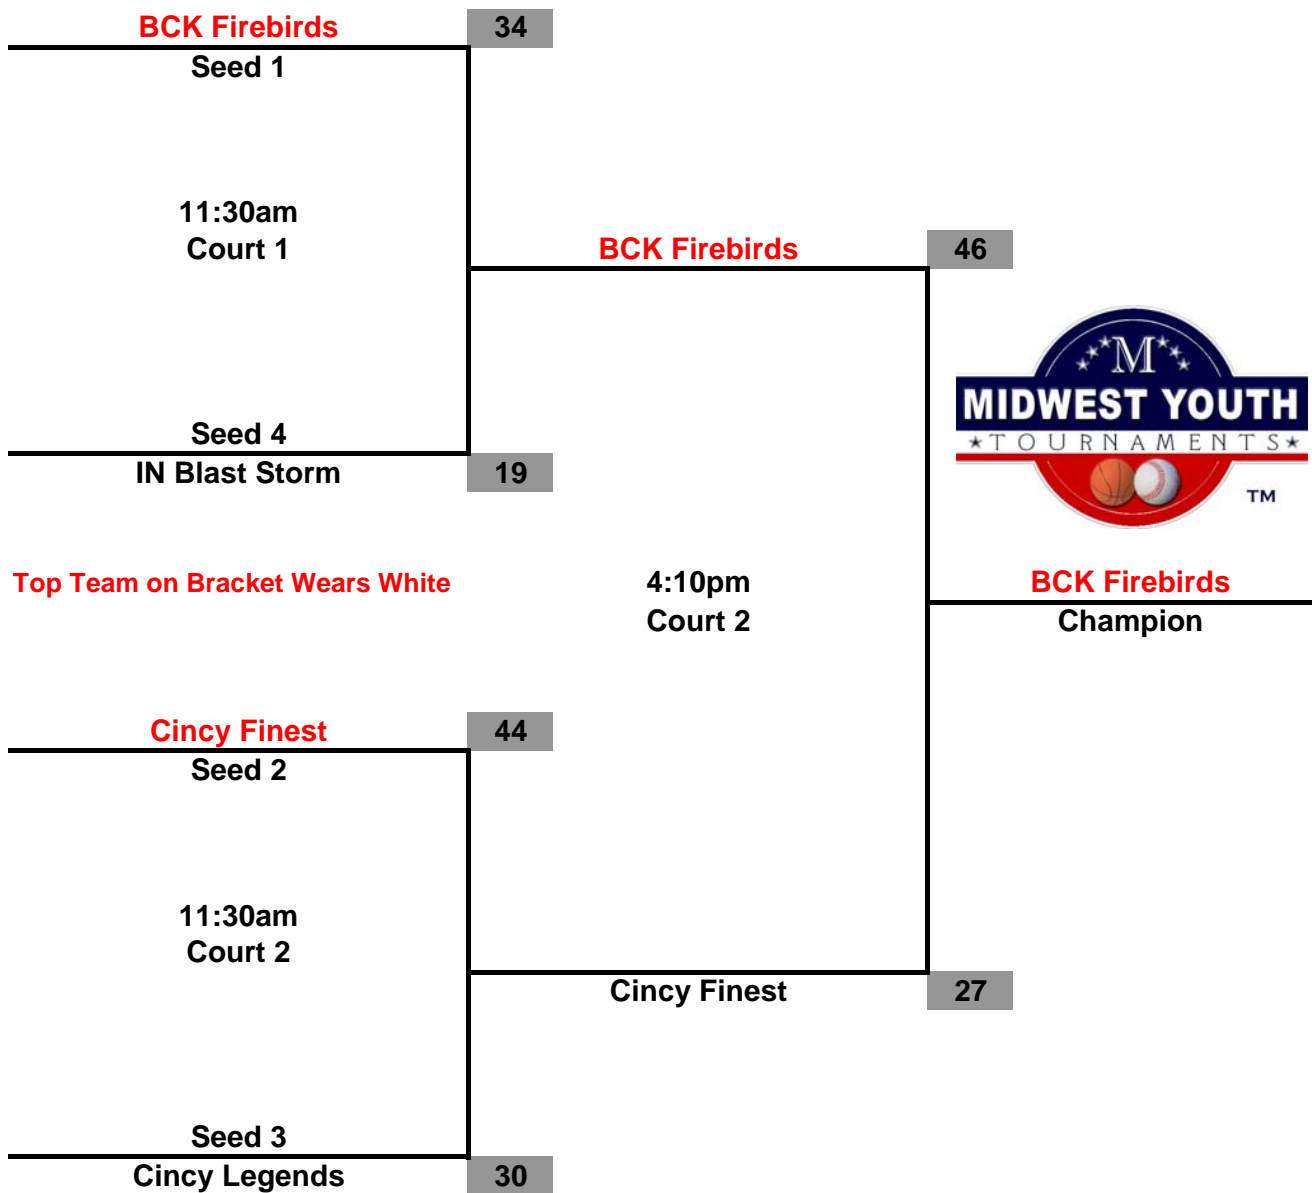 BCK Firebirds 34
Seed 1
11:30am
Court 1
BCK Firebirds 46
M
MIDWEST YOUTH
TOURNAMENTS
TM
Seed 4
IN Blast Storm 19
Top Team on Bracket Wears White
4:10pm
Court 2
BCK Firebirds
Champion
Cincy Finest 44
Seed 2
11:30am
Court 2
Cincy Finest 27
Seed 3
Cincy Legends 30